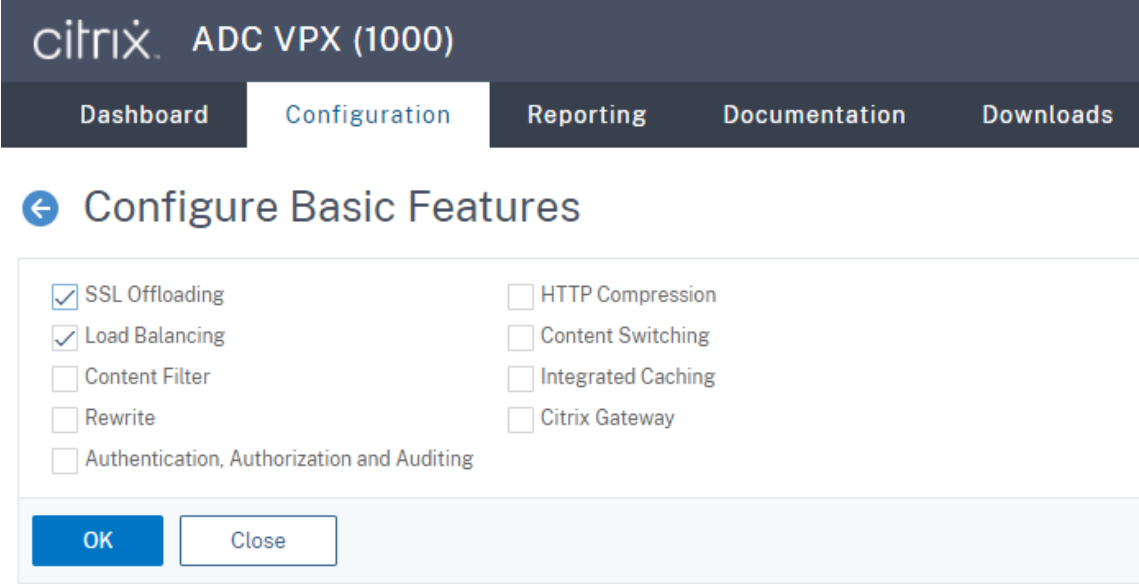 citrix. ADC VPX (1000)
Dashboard Configuration Reporting Documentation Downloads
Configure Basic Features
SSL Offloading HTTP Compression
Load Balancing Content Switching
Content Filter Integrated Caching
Rewrite Citrix Gateway
Authentication, Authorization and Auditing
OK Close